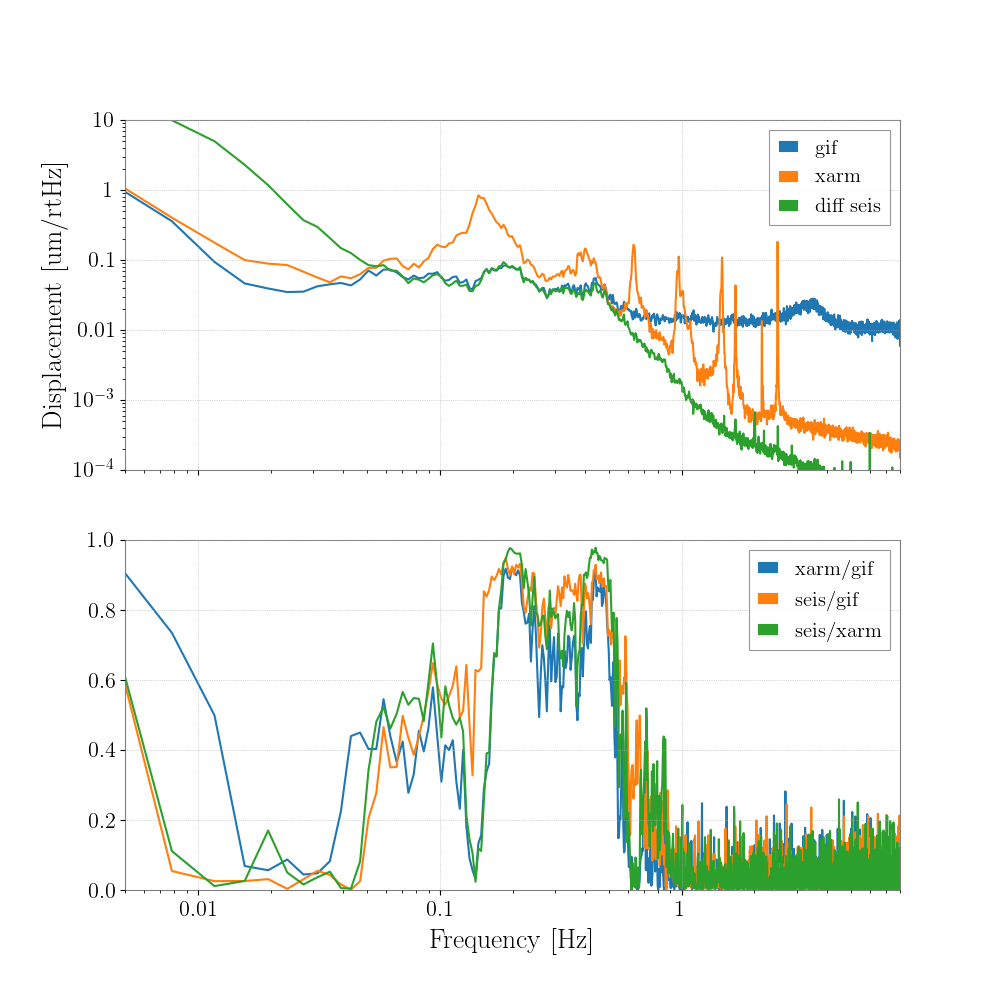 Displacement [um/rtHz]
10
1
0.1
0.01
10⁻³
10⁻⁴
gif
xarm
diff seis
1.0
0.8
0.6
0.4
0.2
0.0
xarm/gif
seis/gif
seis/xarm
0.01
0.1
1
Frequency [Hz]